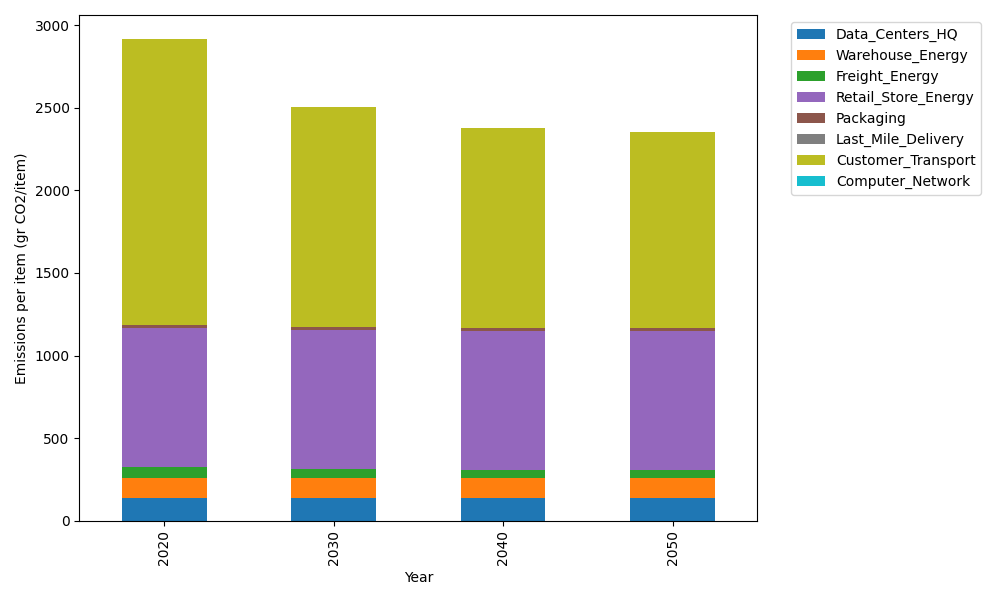 3000
2500
2000
1500
1000
500
0
Emissions per item (gr CO2/item)
2020
2030
2040
2050
Year
Data_Centers_HQ
Warehouse_Energy
Freight_Energy
Retail_Store_Energy
Packaging
Last_Mile_Delivery
Customer_Transport
Computer_Network